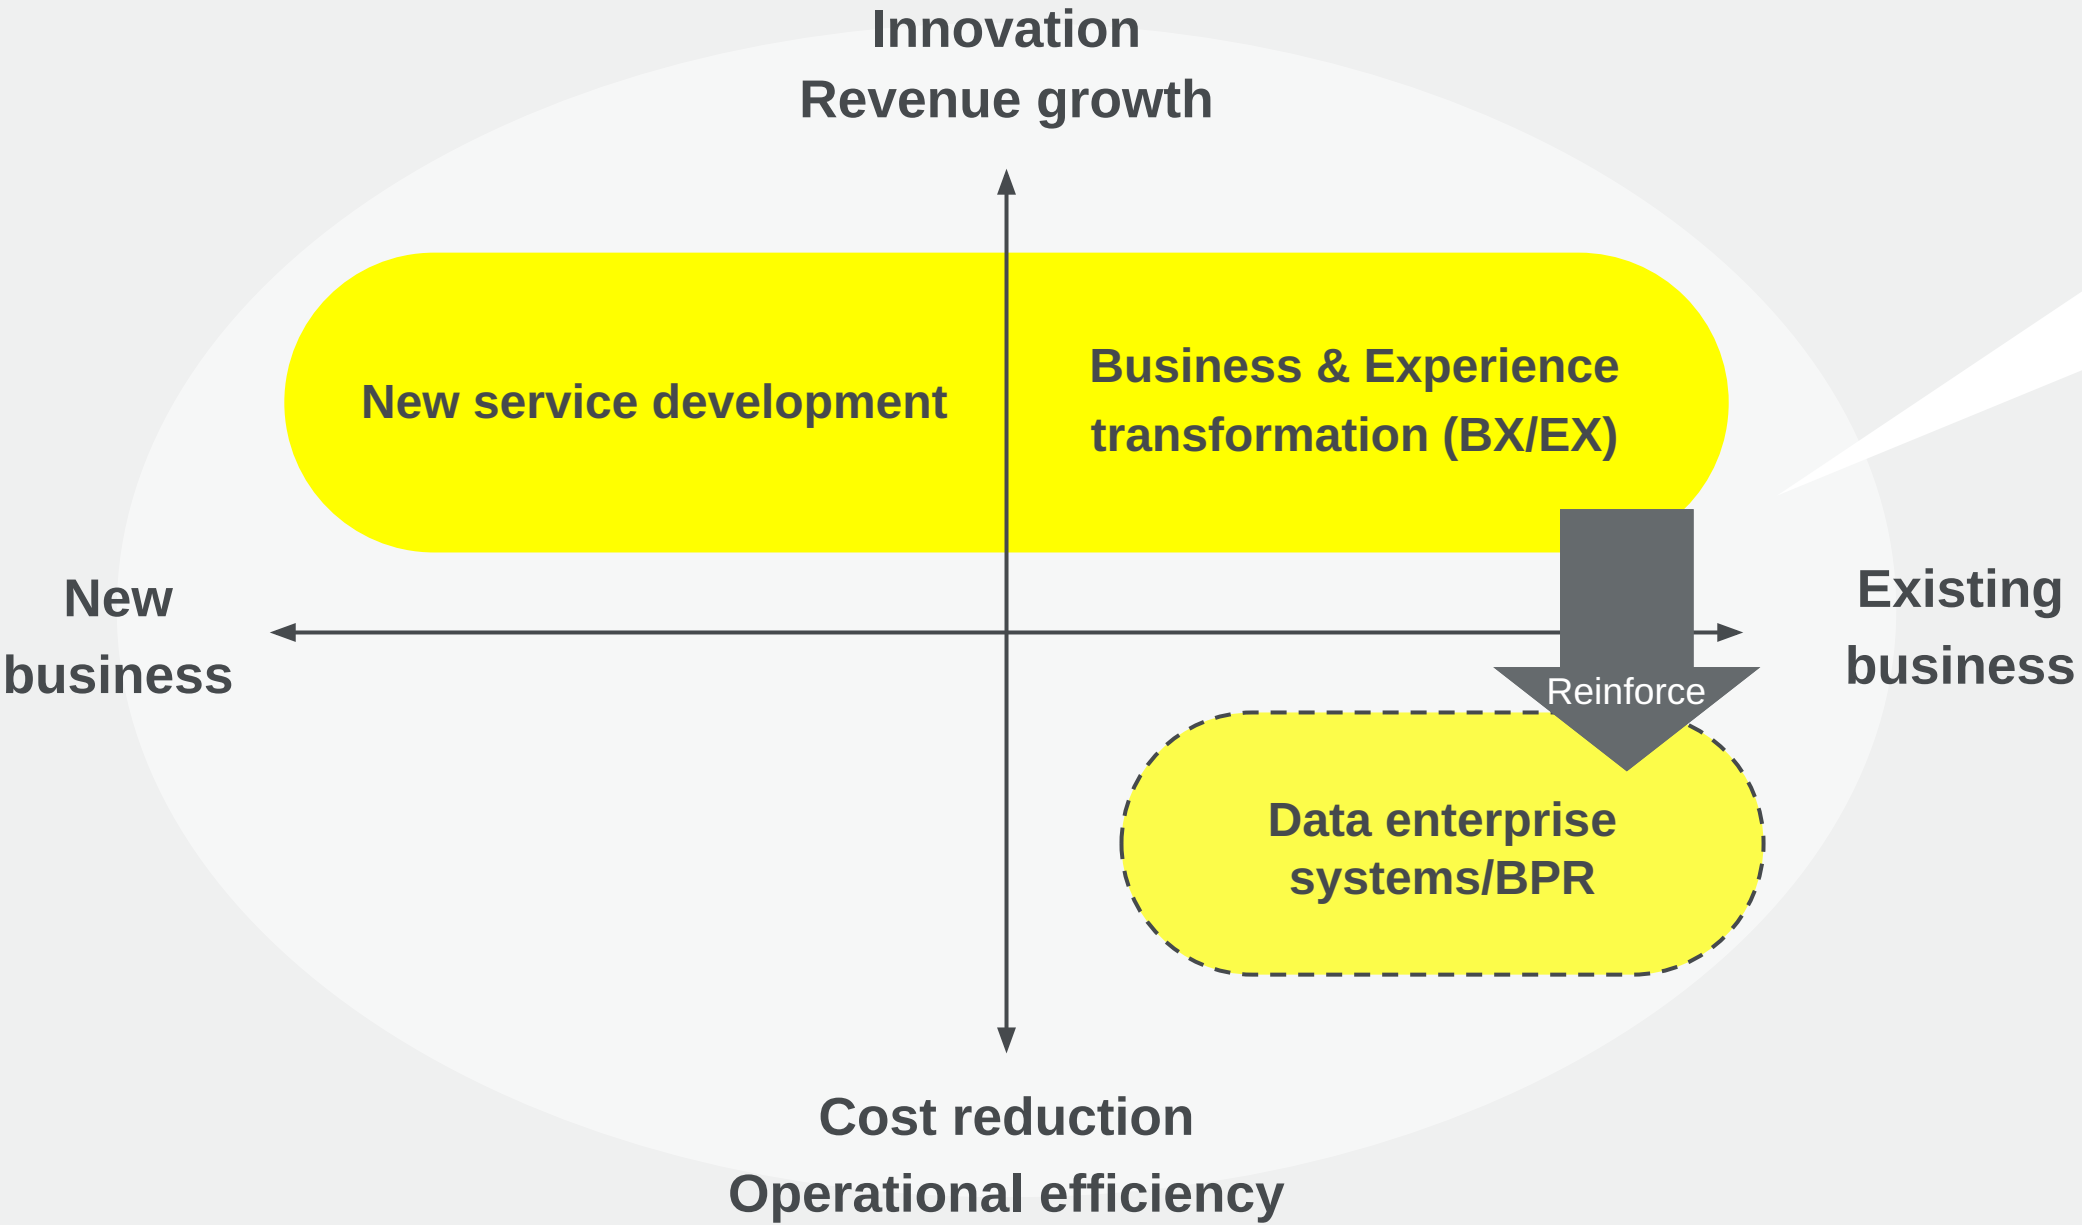 Innovation
Revenue growth
New service development
Business & Experience
transformation (BX/EX)
New
business
Existing
business
Reinforce
Data enterprise
systems/BPR
Cost reduction
Operational efficiency